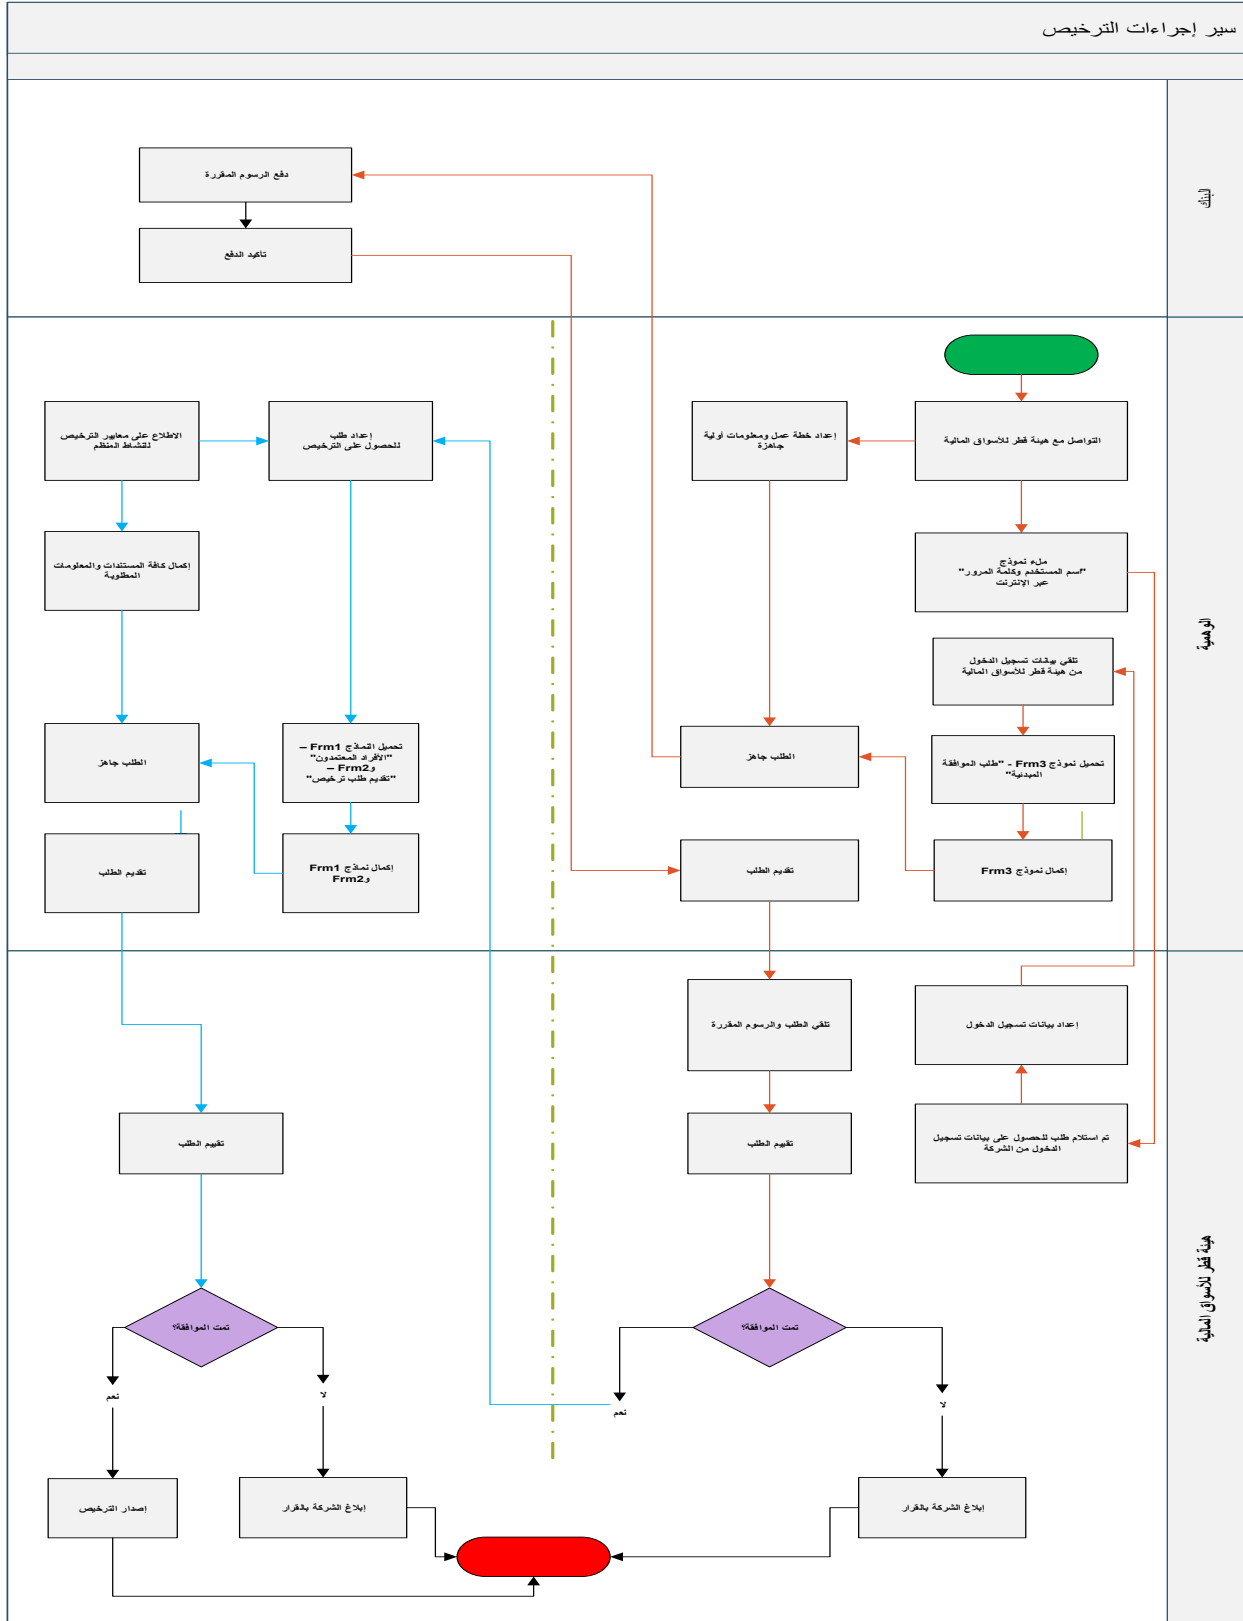 سير إجراءات الترخيص
البنك
دفع الرسوم المقررة
تأكيد الدفع
الوهمية
التواصل مع هيئة قطر للأسواق المالية
إعداد خطة عمل ومعلومات أولية
جاهزة
إعداد طلب
للحصول على الترخيص
الاطلاع على معايير الترخيص
للنشاط المنظم
ملء نموذج
"اسم المستخدم وكلمة المرور"
عبر الإنترنت
إكمال كافة المستندات والمعلومات
المطلوبة
تلقي بيانات تسجيل الدخول
من هيئة قطر للأسواق المالية
تحميل نموذج Frm3 - "طلب الموافقة
المبدئية"
الطلب جاهز
تحميل النماذج Frm1 –
"الأفراد المعتمدون"
وFrm2 –
"تقديم طلب ترخيص"
الطلب جاهز
إكمال نموذج Frm3
تقديم الطلب
إكمال نماذج Frm1
وFrm2
تقديم الطلب
هيئة قطر للأسواق المالية
إعداد بيانات تسجيل الدخول
تلقي الطلب والرسوم المقررة
تم استلام طلب للحصول على بيانات تسجيل
الدخول من الشركة
تقييم الطلب
تقييم الطلب
تمت الموافقة؟
تمت الموافقة؟
لا
نعم
لا
نعم
إبلاغ الشركة بالقرار
إبلاغ الشركة بالقرار
إصدار الترخيص